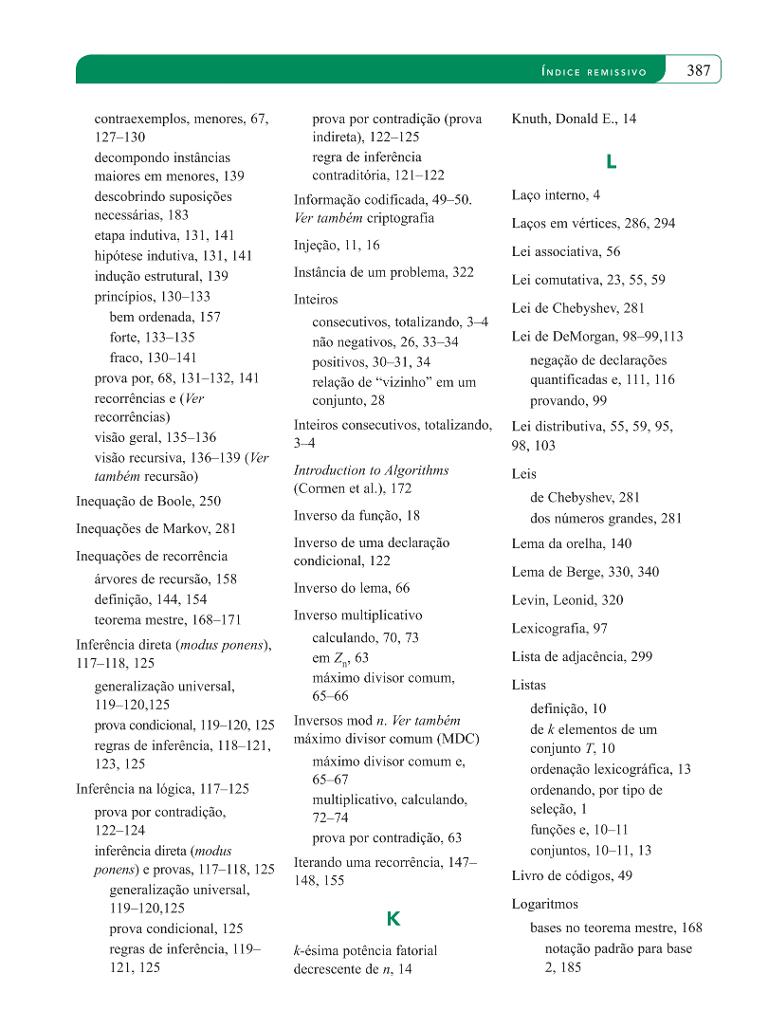 ÍNDICE REMISSIVO 387
contraexemplos, menores, 67,
127–130
decompondo instâncias
maiores em menores, 139
descobrindo suposições
necessárias, 183
etapa indutiva, 131, 141
hipótese indutiva, 131, 141
indução estrutural, 139
princípios, 130–133
bem ordenada, 157
forte, 133–135
fraco, 130–141
prova por, 68, 131–132, 141
recorrências e (Ver
recorrências)
visão geral, 135–136
visão recursiva, 136–139 (Ver
também recursão)
Inequação de Boole, 250
Inequações de Markov, 281
Inequações de recorrência
árvores de recursão, 158
definição, 144, 154
teorema mestre, 168–171
Inferência direta (modus ponens),
117–118, 125
generalização universal,
119–120,125
prova condicional, 119–120, 125
regras de inferência, 118–121,
123, 125
Inferência na lógica, 117–125
prova por contradição,
122–124
inferência direta (modus
ponens) e provas, 117–118, 125
generalização universal,
119–120,125
prova condicional, 125
regras de inferência, 119–
121, 125
prova por contradição (prova
indireta), 122–125
regra de inferência
contraditória, 121–122
Informação codificada, 49–50.
Ver também criptografia
Injeção, 11, 16
Instância de um problema, 322
Inteiros
consecutivos, totalizando, 3–4
não negativos, 26, 33–34
positivos, 30–31, 34
relação de “vizinho” em um
conjunto, 28
Inteiros consecutivos, totalizando,
3–4
Introduction to Algorithms
(Cormen et al.), 172
Inverso da função, 18
Inverso de uma declaração
condicional, 122
Inverso do lema, 66
Inverso multiplicativo
calculando, 70, 73
em Zn, 63
máximo divisor comum,
65–66
Inversos mod n. Ver também
máximo divisor comum (MDC)
máximo divisor comum e,
65–67
multiplicativo, calculando,
72–74
prova por contradição, 63
Iterando uma recorrência, 147–
148, 155
K
k-ésima potência fatorial
decrescente de n, 14
Knuth, Donald E., 14
L
Laço interno, 4
Laços em vértices, 286, 294
Lei associativa, 56
Lei comutativa, 23, 55, 59
Lei de Chebyshev, 281
Lei de DeMorgan, 98–99,113
negação de declarações
quantificadas e, 111, 116
provando, 99
Lei distributiva, 55, 59, 95,
98, 103
Leis
de Chebyshev, 281
dos números grandes, 281
Lema da orelha, 140
Lema de Berge, 330, 340
Levin, Leonid, 320
Lexicografia, 97
Lista de adjacência, 299
Listas
definição, 10
de k elementos de um
conjunto T, 10
ordenação lexicográfica, 13
ordenando, por tipo de
seleção, 1
funções e, 10–11
conjuntos, 10–11, 13
Livro de códigos, 49
Logaritmos
bases no teorema mestre, 168
notação padrão para base
2, 185